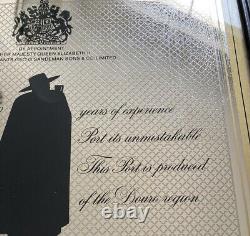 BY APPOINTMENT
HER MAJESTY QUEEN ELIZABETH II
GEO G SANDEMAN SONS & CO LIMITED
years of experience
Port its unmistakable
This Port is produced
of the Douro region